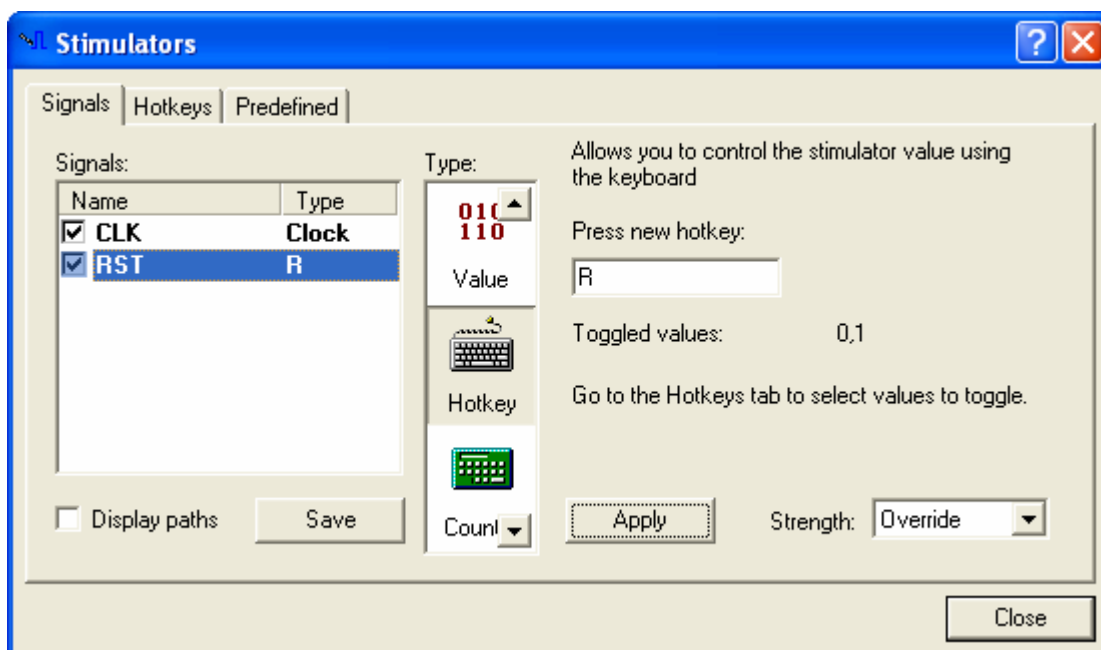 Stimulators
Signals Hotkeys Predefined
Signals:
Name Type
CLK Clock
RST R
Display paths
Save
Type:
010
110
Value
Hotkey
Allows you to control the stimulator value using
the keyboard
Press new hotkey:
R
Toggled values: 0,1
Go to the Hotkeys tab to select values to toggle.
Apply
Strength: Override
Close